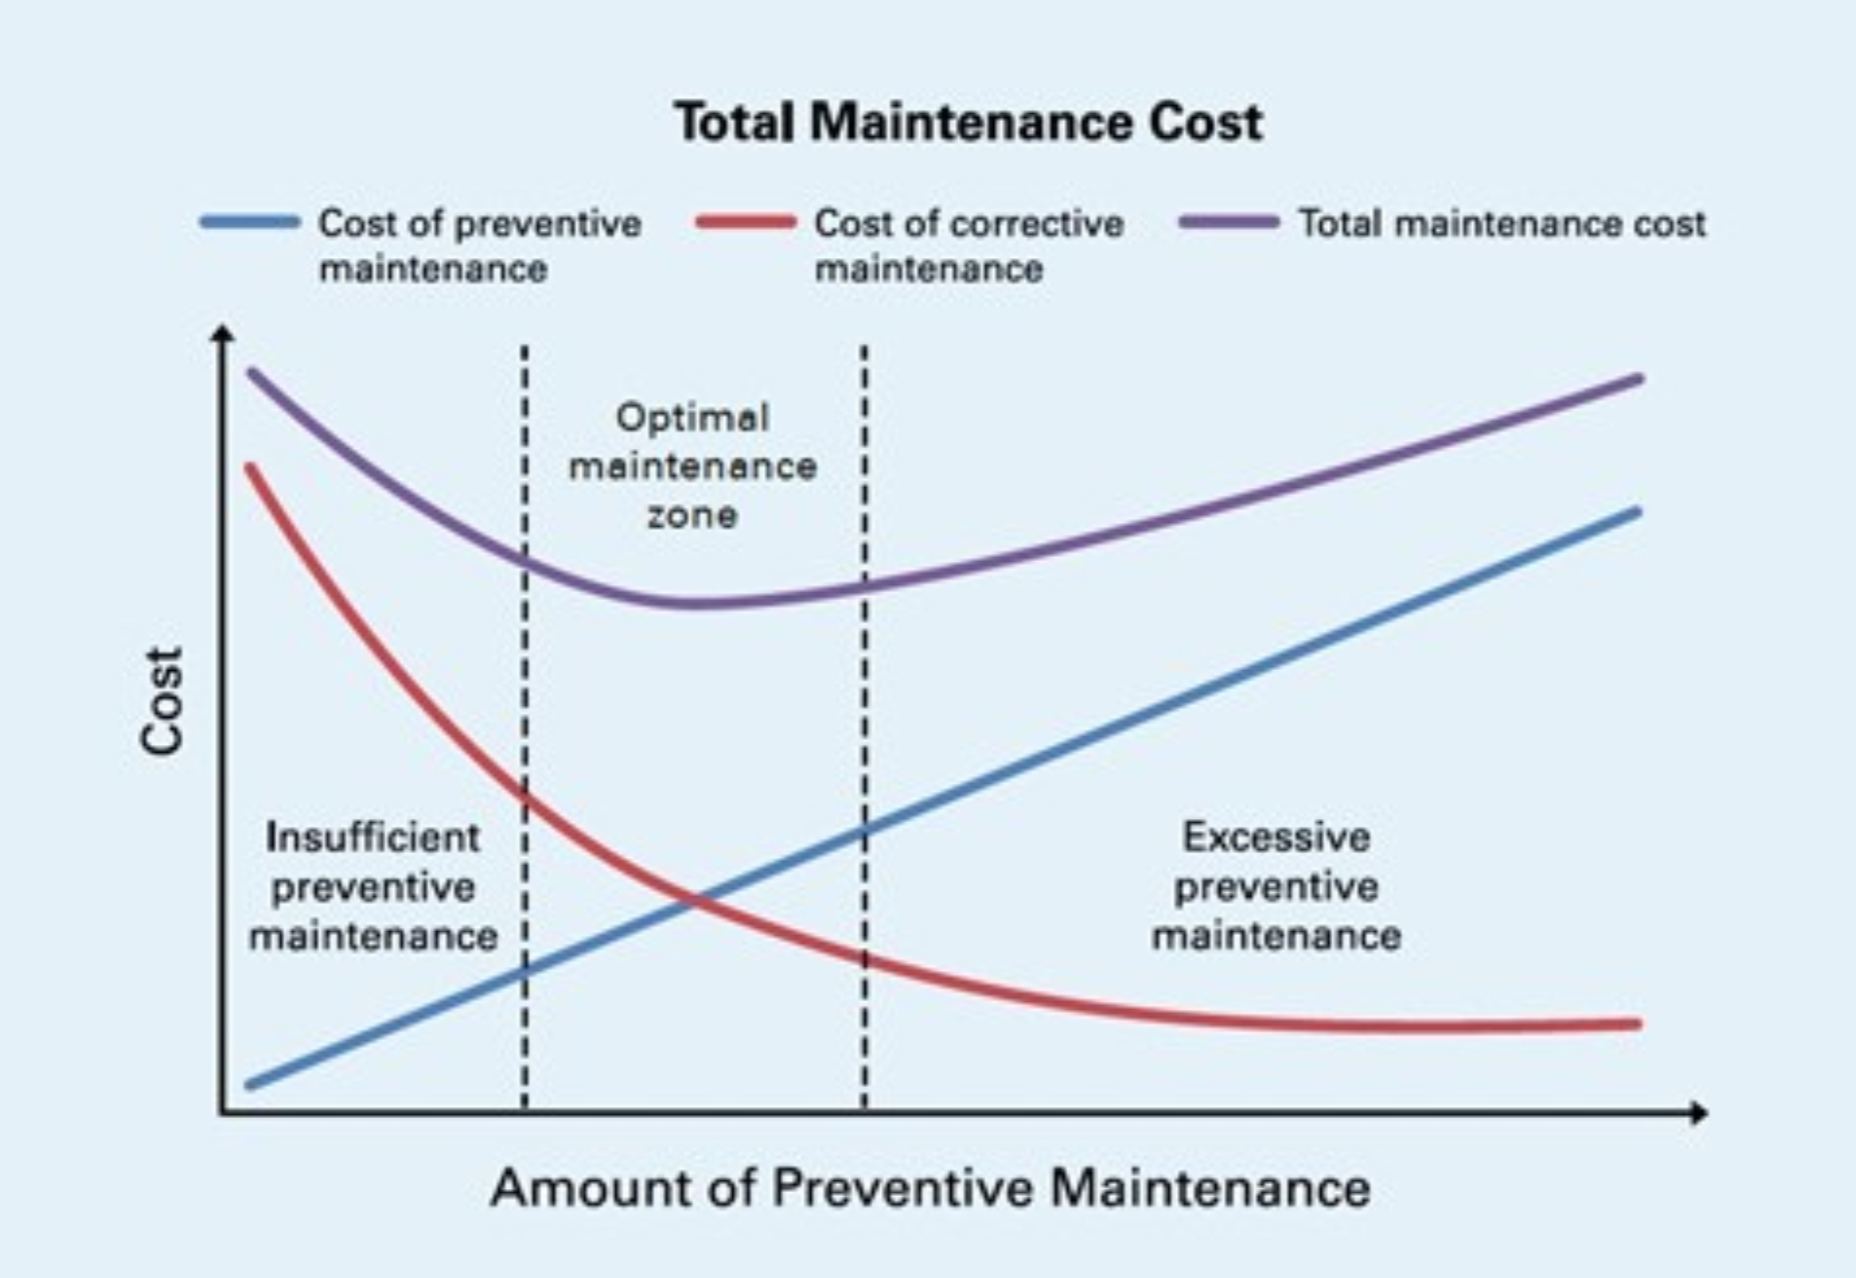 Total Maintenance Cost
Cost of preventive
maintenance
Cost of corrective
maintenance
Total maintenance cost
Optimal
maintenance
zone
Cost
Insufficient
preventive
maintenance
Excessive
preventive
maintenance
Amount of Preventive Maintenance